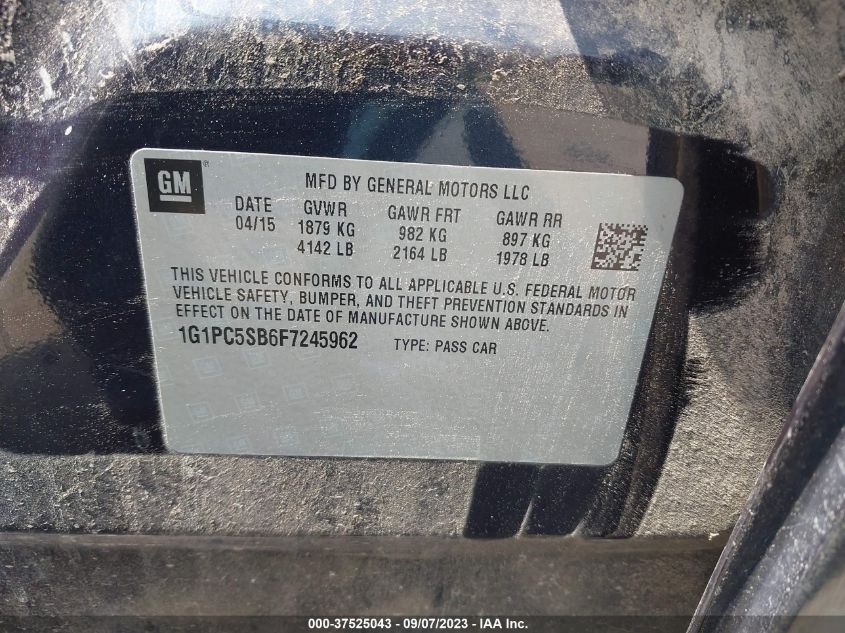 GM ®
MFD BY GENERAL MOTORS LLC
DATE GVWR GAWR FRT GAWR RR
04/15 1879 KG 982 KG 897 KG
4142 LB 2164 LB 1978 LB
THIS VEHICLE CONFORMS TO ALL APPLICABLE U.S. FEDERAL MOTOR
VEHICLE SAFETY, BUMPER, AND THEFT PREVENTION STANDARDS IN
EFFECT ON THE DATE OF MANUFACTURE SHOWN ABOVE.
1G1PC5SB6F7245962 TYPE: PASS CAR
000-37525043 - 09/07/2023 - IAA Inc.